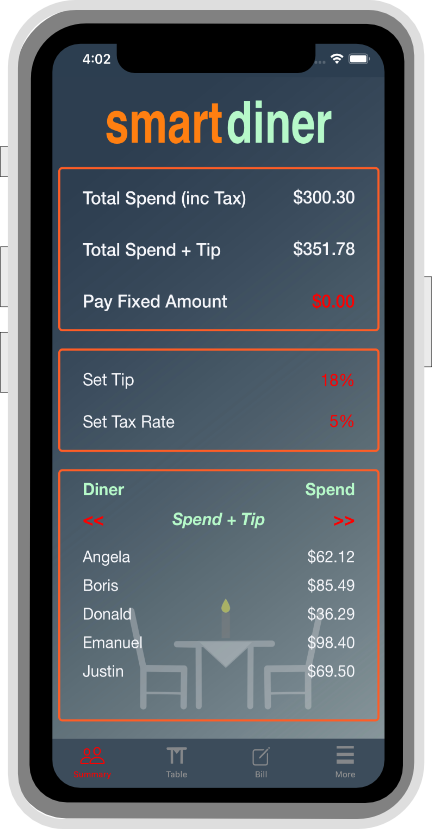 4:02
smartdiner
Total Spend (inc Tax) $300.30
Total Spend + Tip $351.78
Pay Fixed Amount $0.00
Set Tip 18%
Set Tax Rate 5%
Diner Spend
<< Spend + Tip >>
Angela $62.12
Boris $85.49
Donald $36.29
Emanuel $98.40
Justin $69.50
Table Bill More